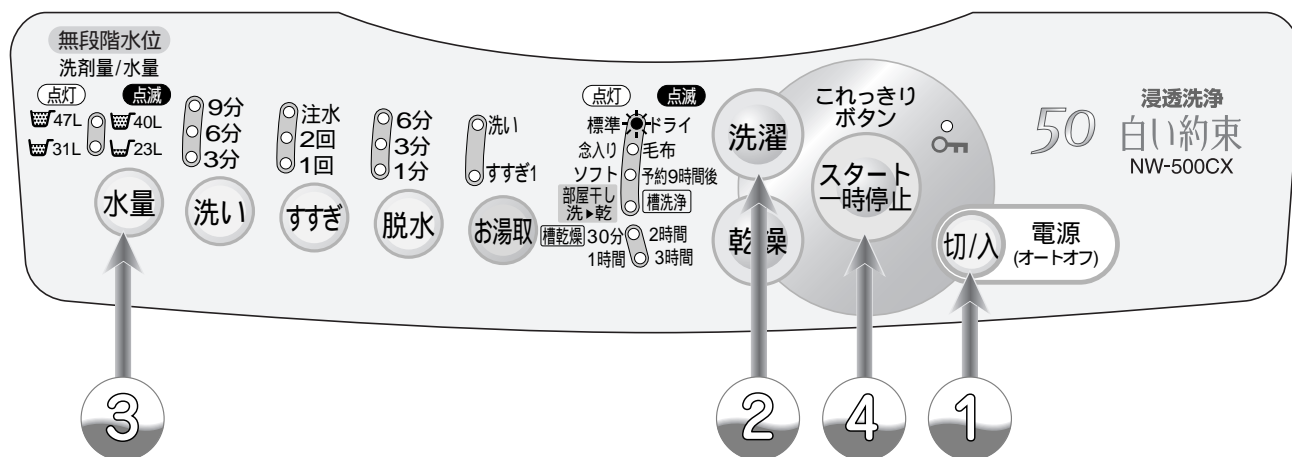 無段階水位
洗剤量/水量
点灯 点滅
47L 40L
31L 23L
水量
9分
6分
3分
洗い
注水
2回
1回
すすぎ
6分
3分
1分
脱水
洗い
すすぎ1
お湯取
点灯 点滅
標準 ドライ
念入り 毛布
ソフト 予約9時間後
部屋干し
洗▶乾 槽洗浄
槽乾燥 30分 2時間
1時間 3時間
洗濯
乾燥
これっきり
ボタン
スタート
一時停止
切/入
電源
(オートオフ)
50
浸透洗浄
白い約束
NW-500CX
3
2
4
1